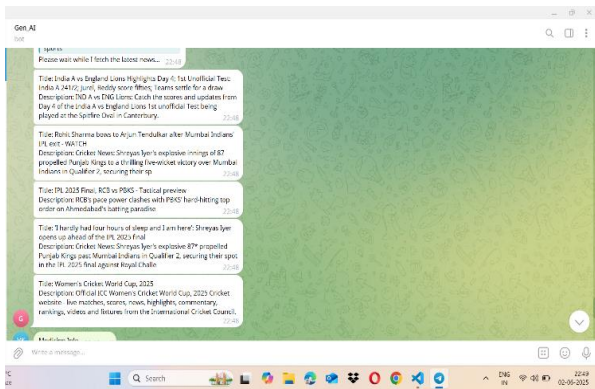 Gen_AI
bot
sports
Please wait while I fetch the latest news... 22:48
Title: India A vs England Lions Highlights Day 4; 1st Unofficial Test:
India A 241/2; Juril, Reddy score fifties; Teams settle for a draw
Description: IND A vs ENG Lions: Catch the scores and updates from
Day 4 of the India A vs England Lions 1st unofficial Test being
played at the Spitfire Oval in Canterbury. 22:48
Title: Rohit Sharma bows to Arjun Tendulkar after Mumbai Indians'
IPL exit - WATCH
Description: Cricket News: Shreyas Iyer's explosive innings of 87
propelled Punjab Kings to a thrilling five-wicket victory over Mumbai
Indians in Qualifier 2, securing their sp 22:48
Title: IPL 2025 Final, RCB vs PBKS - Tactical preview
Description: RCB's pace power clashes with PBKS' hard-hitting top
order on Ahmedabad's batting paradise 22:48
Title: 'I hardly had four hours of sleep and I am here': Shreyas Iyer
opens up ahead of the IPL 2025 final
Description: Cricket News: Shreyas Iyer's explosive 87* propelled
Punjab Kings past Mumbai Indians in Qualifier 2, securing their spot
in the IPL 2025 final against Royal Challe 22:48
Title: Women's Cricket World Cup, 2025
Description: Official ICC Women's Cricket World Cup, 2025 Cricket
website - live matches, scores, news, highlights, commentary,
rankings, videos and fixtures from the International Cricket Council.
22:48
G
Medicine Info
Write a message...
°C
Search
ENG
IN
22:49
02-06-2025